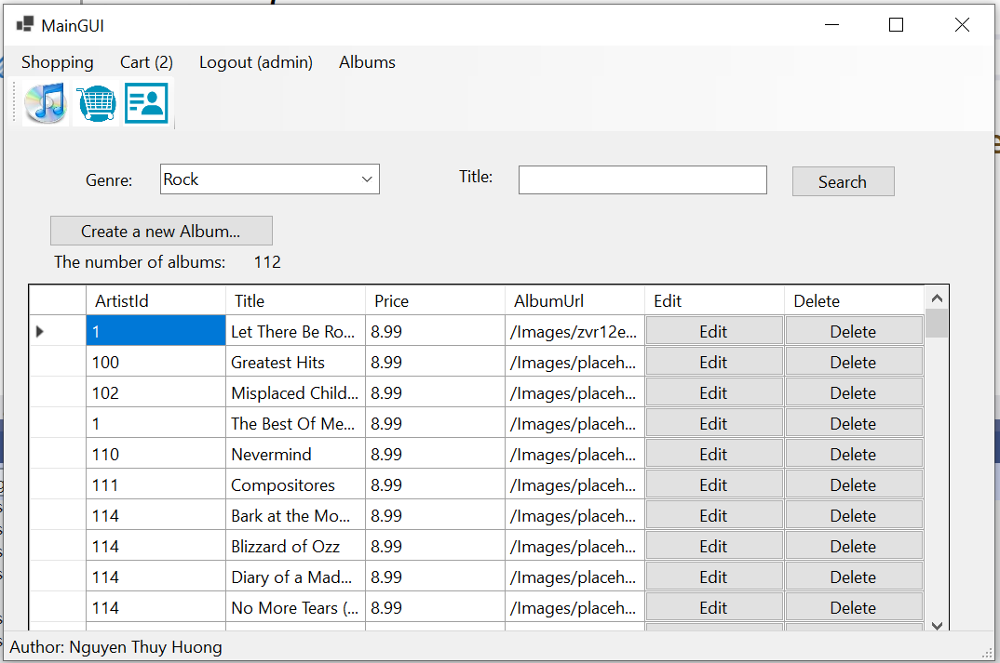 MainGUI
Shopping Cart (2) Logout (admin) Albums
Genre: Rock Title: Search
Create a new Album...
The number of albums: 112
ArtistId Title Price AlbumUrl Edit Delete
1 Let There Be Ro... 8.99 /Images/zvr12e... Edit Delete
100 Greatest Hits 8.99 /Images/placeh... Edit Delete
102 Misplaced Child... 8.99 /Images/placeh... Edit Delete
1 The Best Of Me... 8.99 /Images/placeh... Edit Delete
110 Nevermind 8.99 /Images/placeh... Edit Delete
111 Compositores 8.99 /Images/placeh... Edit Delete
114 Bark at the Mo... 8.99 /Images/placeh... Edit Delete
114 Blizzard of Ozz 8.99 /Images/placeh... Edit Delete
114 Diary of a Mad... 8.99 /Images/placeh... Edit Delete
114 No More Tears (... 8.99 /Images/placeh... Edit Delete
Author: Nguyen Thuy Huong